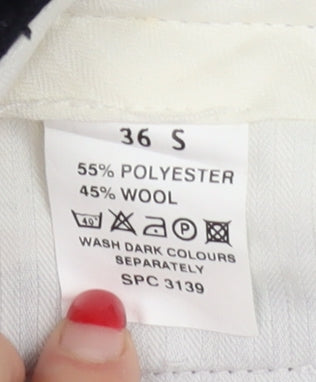 36 S
55% POLYESTER
45% WOOL
40° P
WASH DARK COLOURS
SEPARATELY
SPC 3139